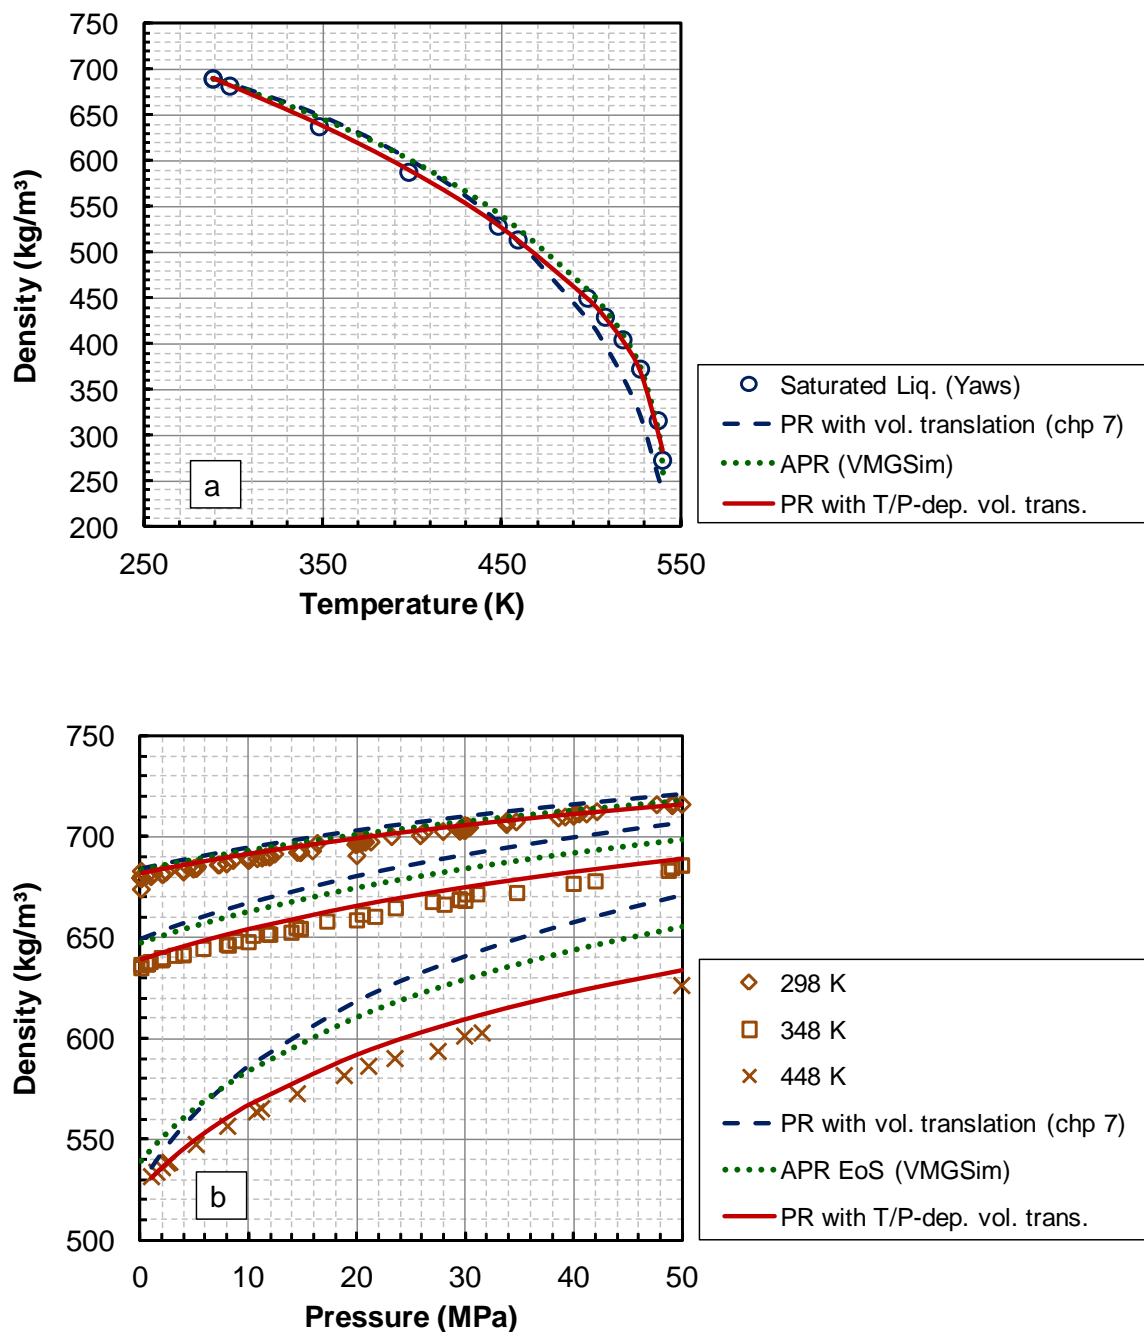 750
700
650
600
550
500
450
400
350
300
250
200
Density (kg/m³)
a
250 350 450 550
Temperature (K)
Saturated Liq. (Yaws)
PR with vol. translation (chp 7)
APR (VMGSim)
PR with T/P-dep. vol. trans.
750
700
650
600
550
500
Density (kg/m³)
b
0 10 20 30 40 50
Pressure (MPa)
298 K
348 K
448 K
PR with vol. translation (chp 7)
APR EoS (VMGSim)
PR with T/P-dep. vol. trans.